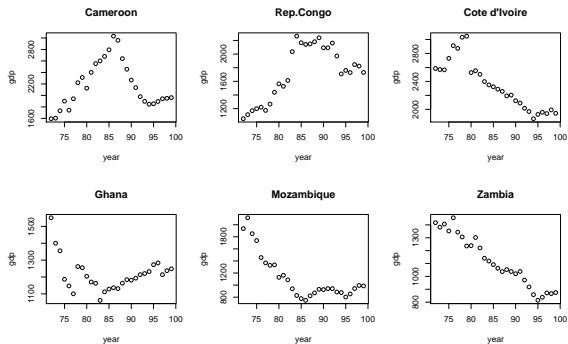 Cameroon
gdp
2800
2200
1600
75 80 85 90 95 100
year
Rep.Congo
gdp
2000
1600
1200
75 80 85 90 95 100
year
Cote d'Ivoire
gdp
2800
2400
2000
75 80 85 90 95 100
year
Ghana
gdp
1500
1300
1100
75 80 85 90 95 100
year
Mozambique
gdp
1800
1200
800
75 80 85 90 95 100
year
Zambia
gdp
1300
1100
900
800
75 80 85 90 95 100
year